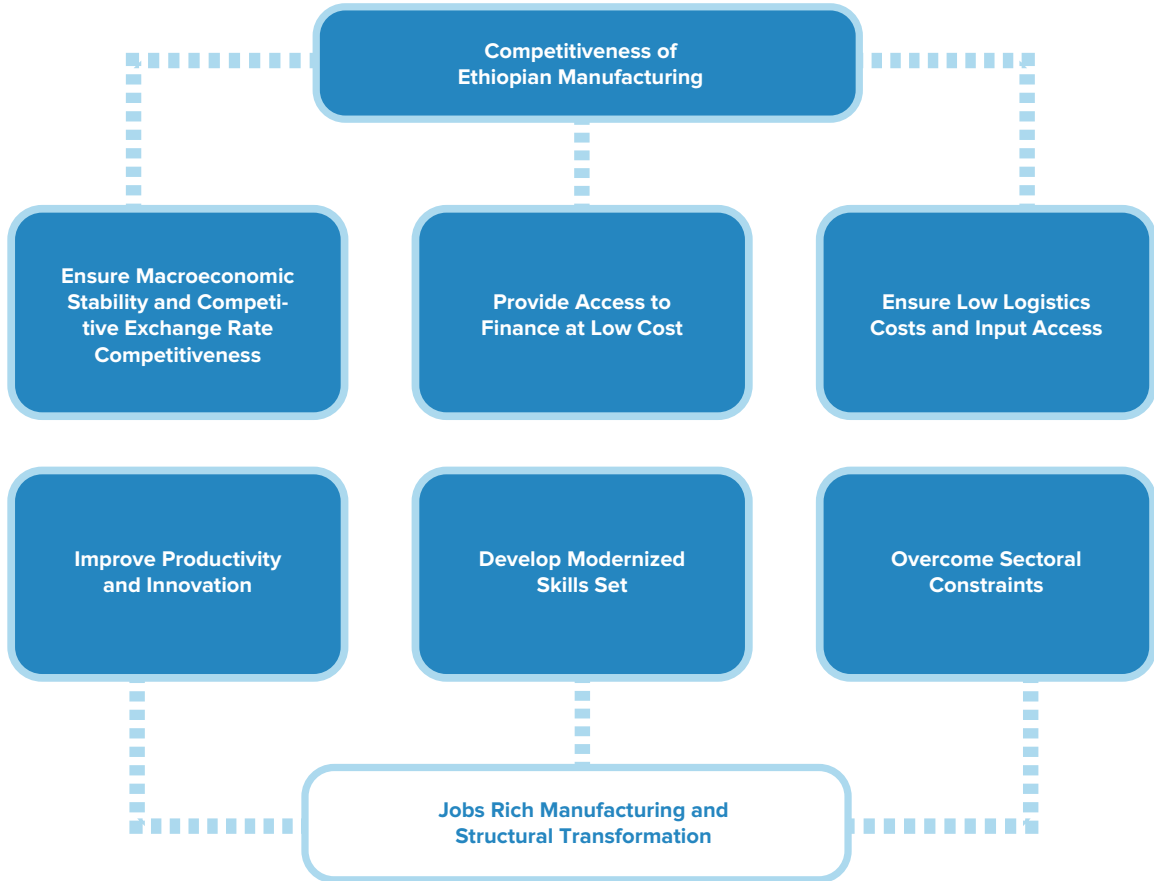 Competitiveness of
Ethiopian Manufacturing
Ensure Macroeconomic
Stability and Competi-
tive Exchange Rate
Competitiveness
Provide Access to
Finance at Low Cost
Ensure Low Logistics
Costs and Input Access
Improve Productivity
and Innovation
Develop Modernized
Skills Set
Overcome Sectoral
Constraints
Jobs Rich Manufacturing and
Structural Transformation